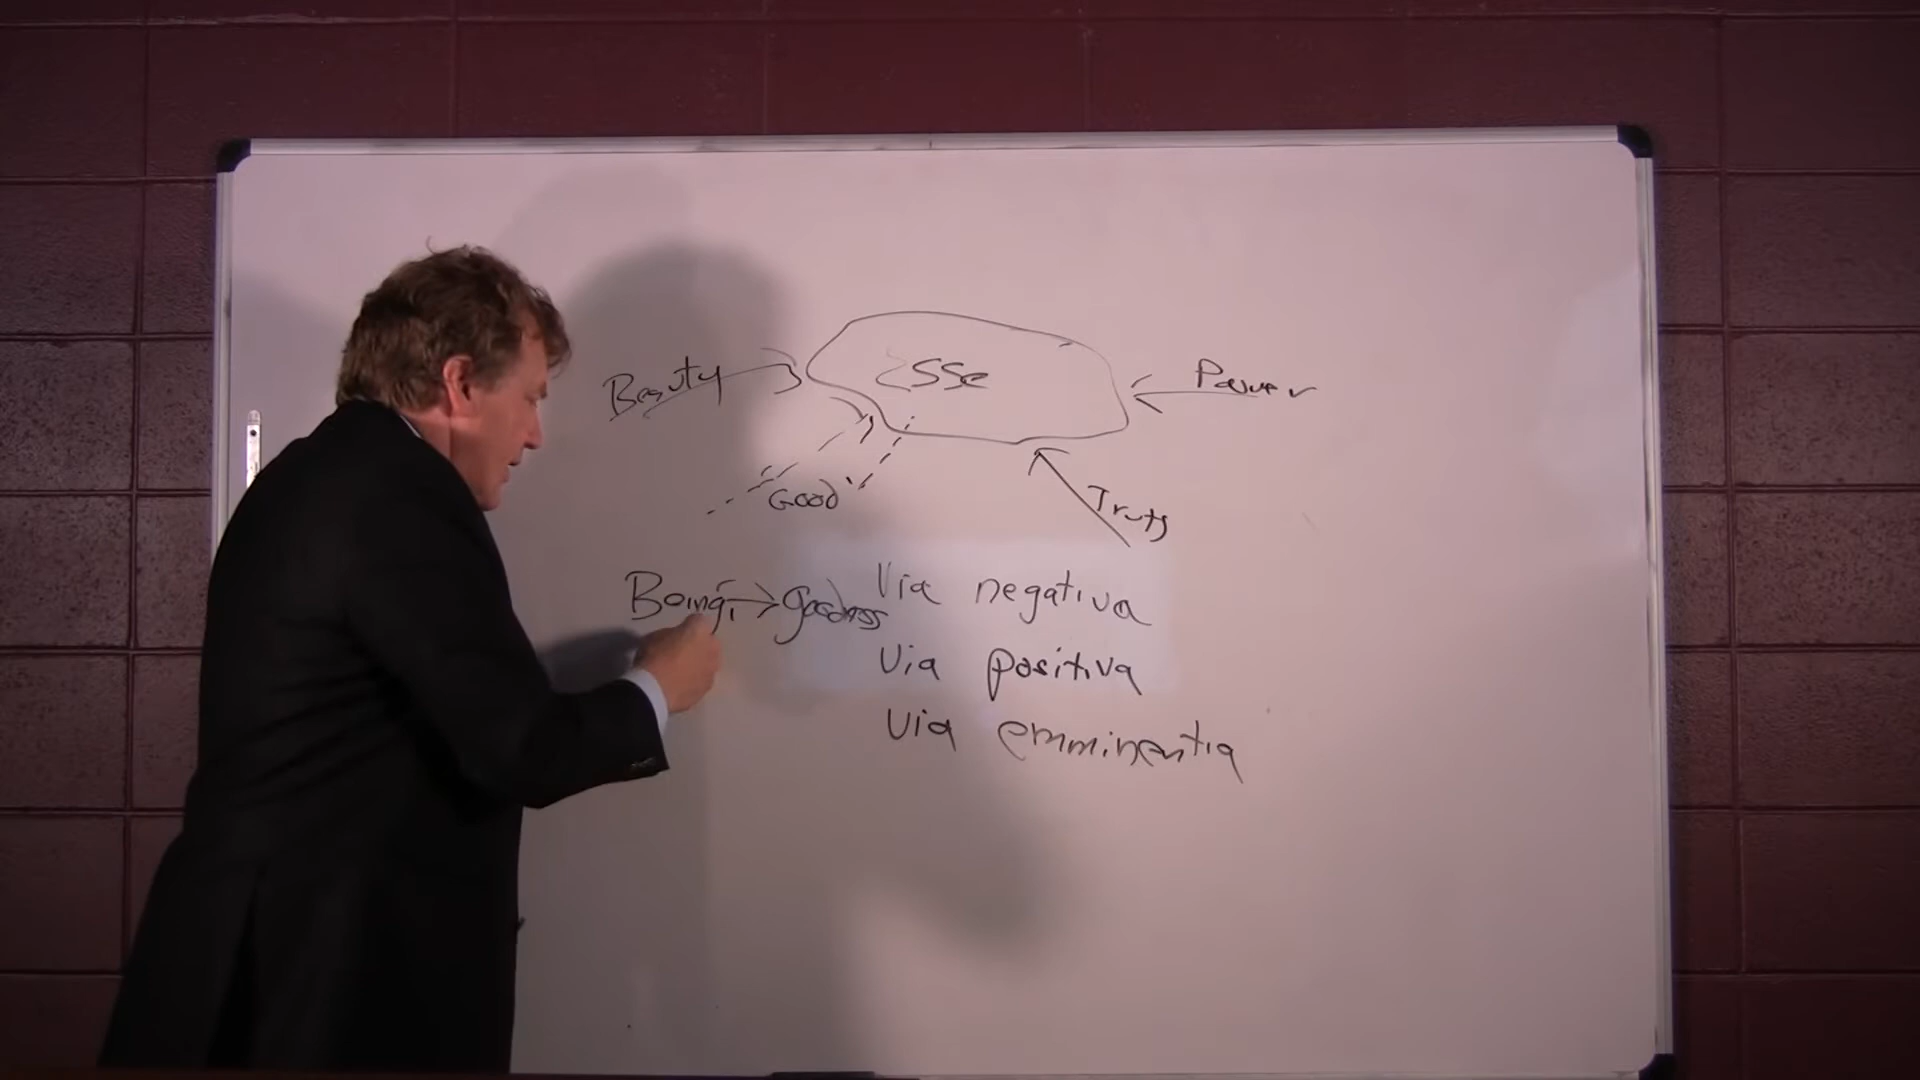 Beauty
esse
Power
Good
Truth
Being, → goodness
Via negativa
Via positiva
Via emminentia